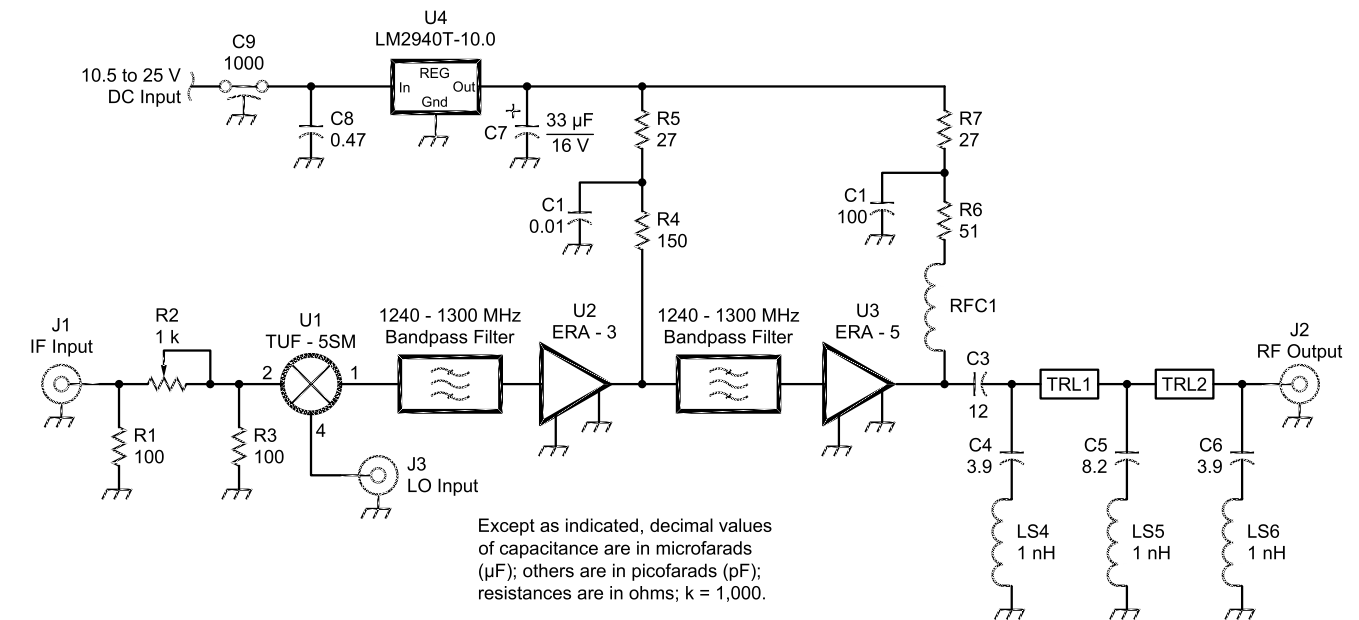 U4
LM2940T-10.0
C9
1000
10.5 to 25 V
DC Input
REG
In
Out
Gnd
C8
0.47
+
C7
33 µF
16 V
R5
27
R7
27
C1
0.01
R4
150
C1
100
R6
51
RFC1
J1
IF Input
R2
1 k
U1
TUF - 5SM
1240 - 1300 MHz
Bandpass Filter
U2
ERA - 3
1240 - 1300 MHz
Bandpass Filter
U3
ERA - 5
J2
RF Output
2
1
4
C3
12
TRL1
TRL2
R1
100
R3
100
J3
LO Input
C4
3.9
C5
8.2
C6
3.9
LS4
1 nH
LS5
1 nH
LS6
1 nH
Except as indicated, decimal values
of capacitance are in microfarads
(µF); others are in picofarads (pF);
resistances are in ohms; k = 1,000.